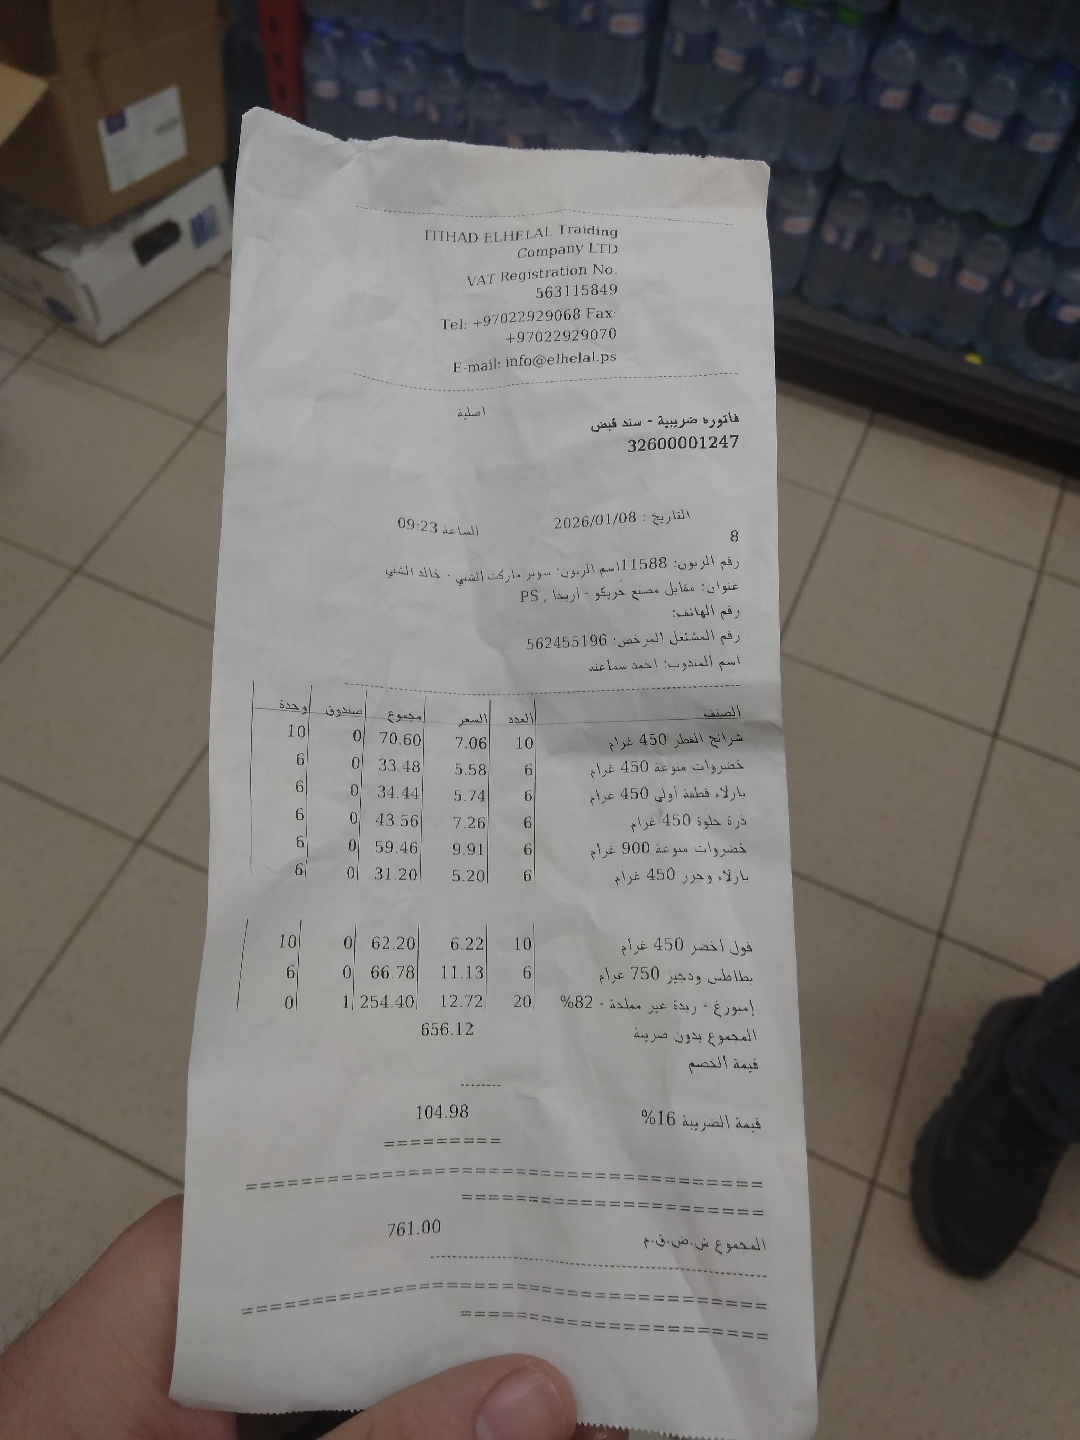 ITIHAD ELHELAL Traiding
Company LTD
VAT Registration No.
563115849
Tel: +97022929068 Fax:
+97022929070
E-mail: info@elhelal.ps
اصلية
فاتوره ضريبية - سند قبض
32600001247
التاريخ : 2026/01/08 الساعة 09:23
8
رقم الزبون: 11588اسم الزبون: سوبر ماركت الشني - خالد الشني
عنوان: مقابل مصنع خريكو - أريحا , PS
رقم الهاتف:
رقم المشتغل المرخص: 562455196
اسم المندوب: احمد سماعنه
الصنف العدد السعر مجموع صندوق وحدة
شرائح الفطر 450 غرام 10 7.06 70.60 0 10
خضروات منوعة 450 غرام 6 5.58 33.48 0 6
بازلاء قطفة أولى 450 غرام 6 5.74 34.44 0 6
ذرة حلوة 450 غرام 6 7.26 43.56 0 6
خضروات منوعة 900 غرام 6 9.91 59.46 0 6
بازلاء وجزر 450 غرام 6 5.20 31.20 0 6
فول اخضر 450 غرام 10 6.22 62.20 0 10
بطاطس ودجيز 750 غرام 6 11.13 66.78 0 6
إمبورغ - زبدة غير مملحة - 82% 20 12.72 254.40 1 0
المجموع بدون ضريبة 656.12
قيمة الخصم
قيمة الضريبة 16% 104.98
المجموع ش.ض.ق.م 761.00